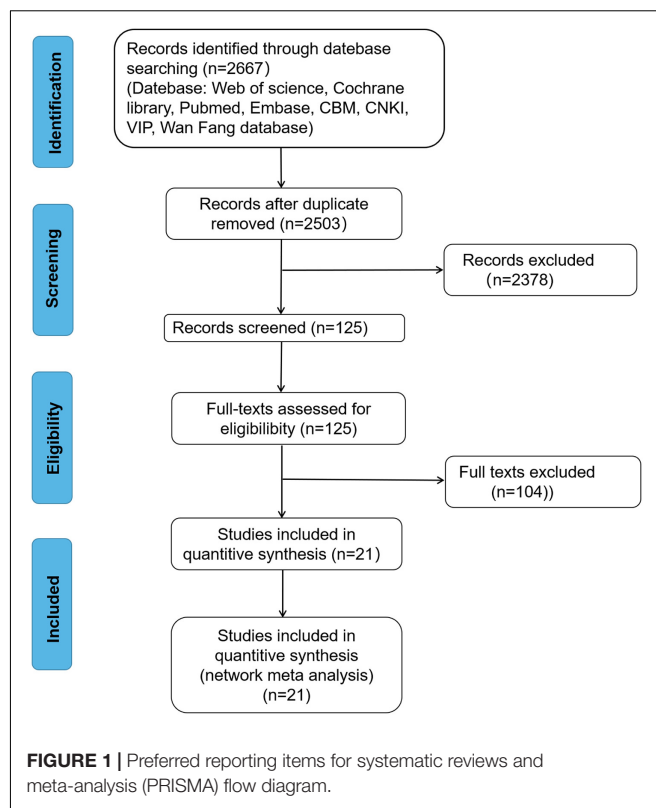 Identification
Records identified through datebase
searching (n=2667)
(Datebase: Web of science, Cochrane
library, Pubmed, Embase, CBM, CNKI,
VIP, Wan Fang database)
Screening
Records after duplicate
removed (n=2503)
Records excluded
(n=2378)
Records screened (n=125)
Eligibility
Full-texts assessed for
eligibilibity (n=125)
Full texts excluded
(n=104))
Included
Studies included in
quantitive synthesis (n=21)
Studies included in
quantitive synthesis
(network meta analysis)
(n=21)
FIGURE 1 | Preferred reporting items for systematic reviews and
meta-analysis (PRISMA) flow diagram.